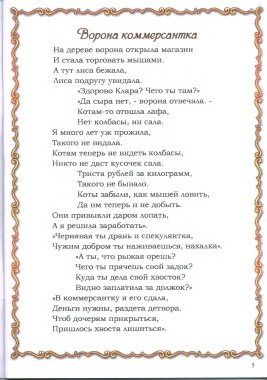 Ворона коммерсантка
На дереве ворона открыла магазин
И стала торговать мышами.
А тут лиса бежала,
Лиса подругу увидала.
«Здорово Клара? Чего ты там?»
«Да сыра нет, - ворона отвечала. -
Котам-то отошла лафа,
Нет колбасы, ни сала.
Я много лет уж прожила,
Такого не видала.
Котам теперь не видеть колбасы,
Никто не даст кусочек сала.
Триста рублей за килограмм,
Такого не бывало.
Коты забыли, как мышей ловить,
Да им теперь и не добыть.
Они привыкли даром лопать,
А я решила заработать».
«Чернявая ты дрянь и спекулянтка,
Чужим добром ты наживаешься, нахалка».
«А ты, что рыжая орешь?
Чего ты прячешь свой задок?
Куда ты дела свой хвосток?
Видно заплатила за должок?»
«В коммерсантку я его сдала,
Деньги нужны, раздета детвора.
Чтоб дочерям прикрыться,
Пришлось хвоста лишиться».
5